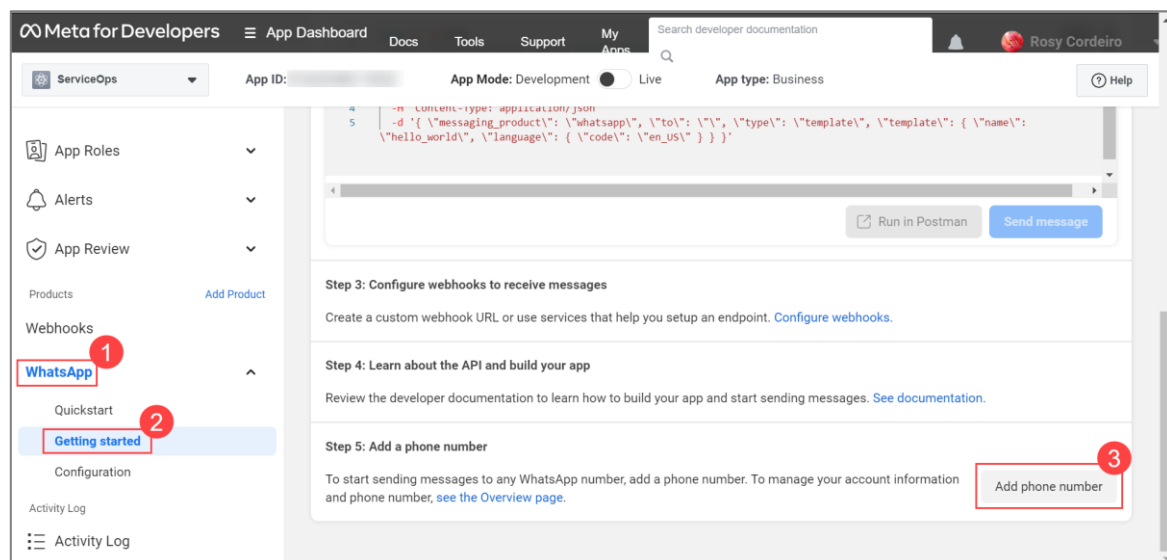 Meta for Developers
App Dashboard
Docs
Tools
Support
My Apps
Search developer documentation
Rosy Cordeiro
ServiceOps
App ID:
App Mode: Development
Live
App type: Business
Help
4 -H 'Content-Type: application/json'
5 -d '{ \"messaging_product\": \"whatsapp\", \"to\": \"\", \"type\": \"template\", \"template\": { \"name\":
\"hello_world\", \"language\": { \"code\": \"en_US\" } } }'
Run in Postman
Send message
App Roles
Alerts
App Review
Products
Add Product
Webhooks
1
WhatsApp
Quickstart
2
Getting started
Configuration
Activity Log
Activity Log
Step 3: Configure webhooks to receive messages
Create a custom webhook URL or use services that help you setup an endpoint. Configure webhooks.
Step 4: Learn about the API and build your app
Review the developer documentation to learn how to build your app and start sending messages. See documentation.
Step 5: Add a phone number
To start sending messages to any WhatsApp number, add a phone number. To manage your account information
and phone number, see the Overview page.
3
Add phone number